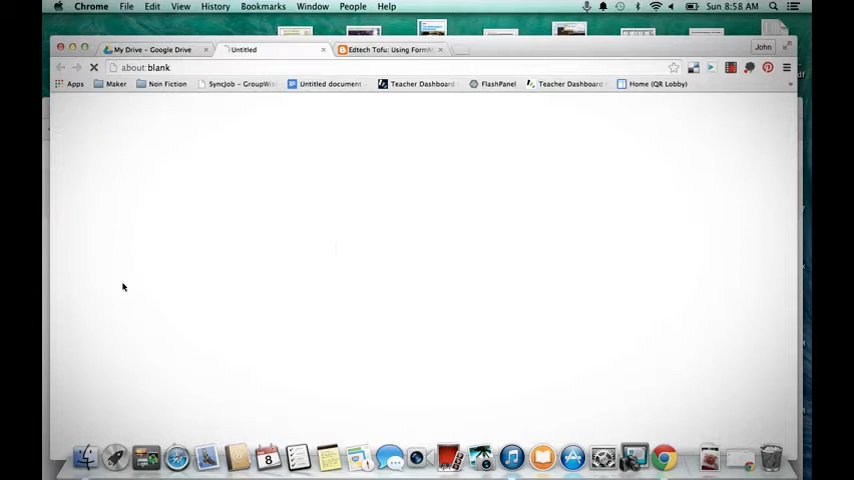 Chrome File Edit View History Bookmarks Window People Help Sun 8:58 AM
My Drive - Google Drive Untitled Edtech Tofu: Using Form John
about:blank
Apps Maker Non Fiction SyncJob - GroupWis Untitled document Teacher Dashboard FlashPanel Teacher Dashboard Home (QR Lobby) »
8